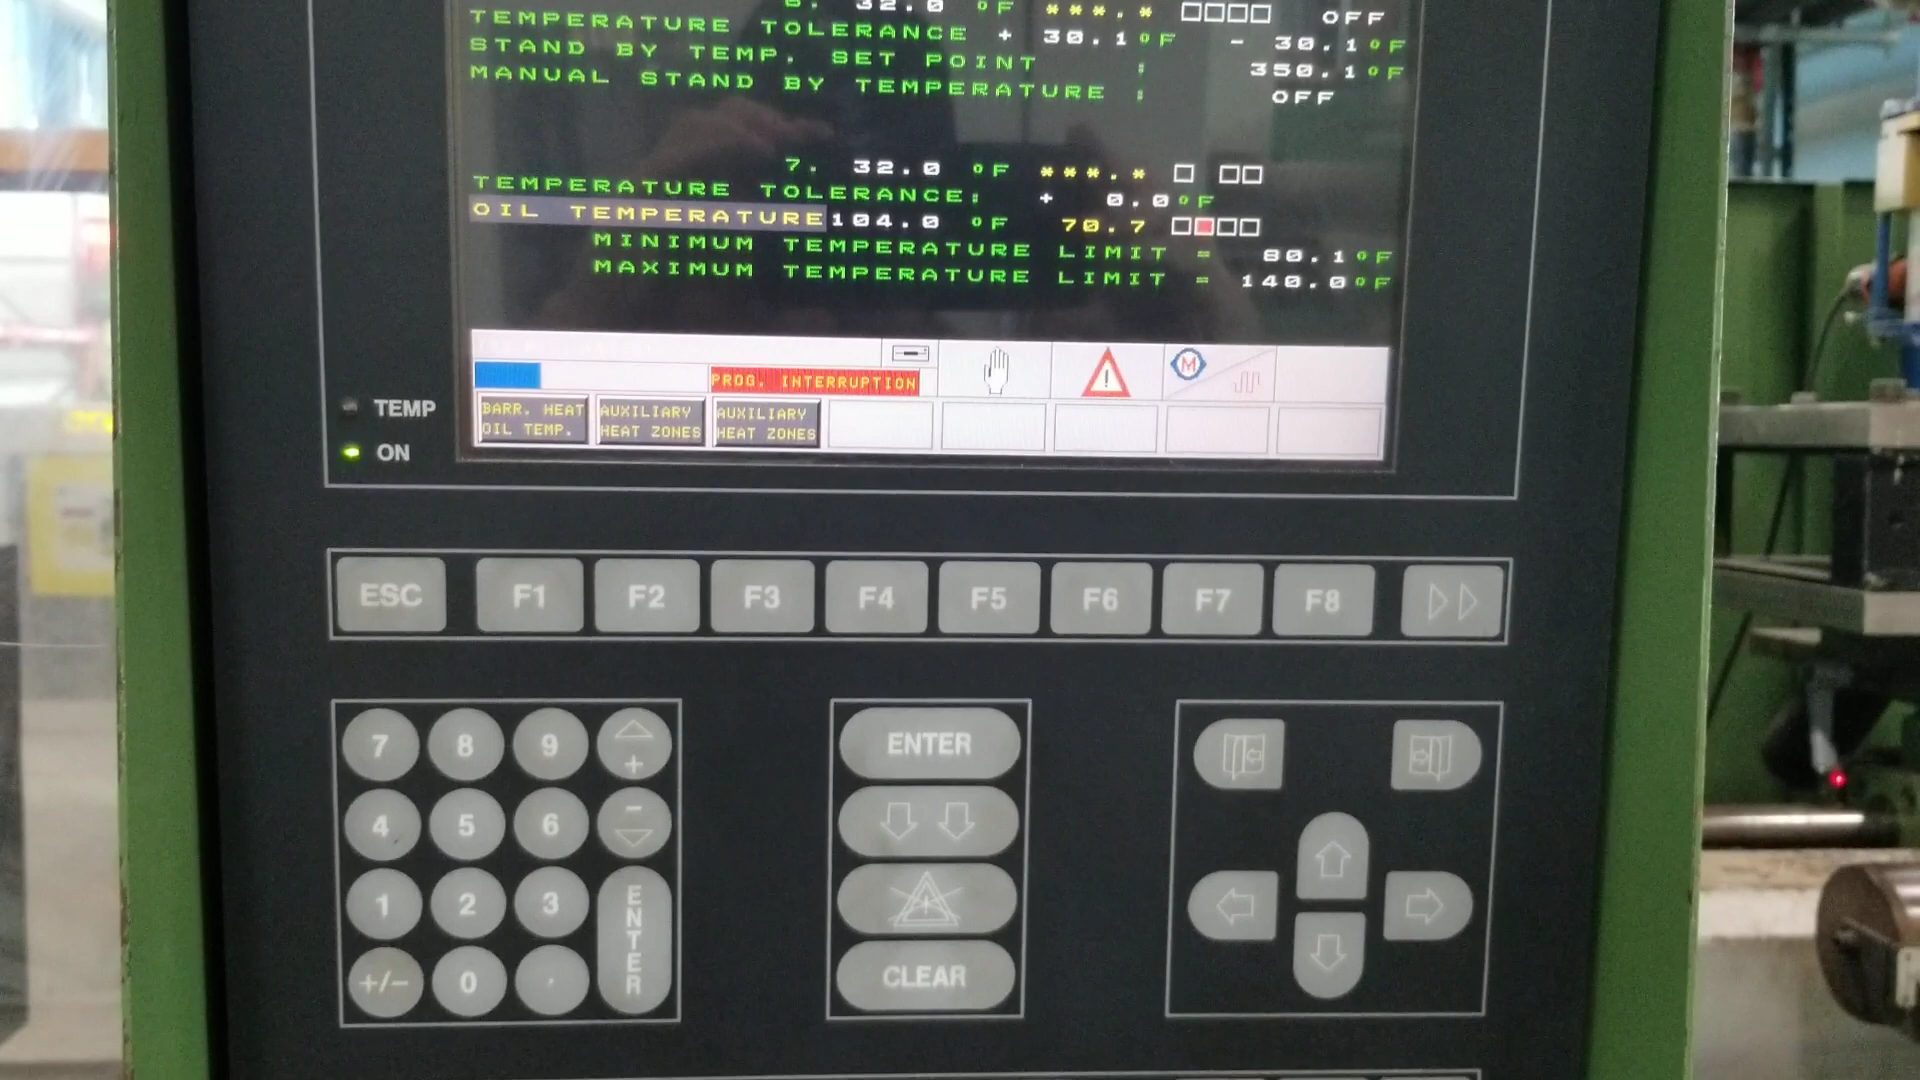 6. 32.0 °F ***.* OFF
TEMPERATURE TOLERANCE + 30.1°F - 30.1°F
STAND BY TEMP. SET POINT : 350.1°F
MANUAL STAND BY TEMPERATURE : OFF
7. 32.0 °F ***.*
TEMPERATURE TOLERANCE: + 0.0°F
OIL TEMPERATURE 104.0 °F 70.7
MINIMUM TEMPERATURE LIMIT = 80.1°F
MAXIMUM TEMPERATURE LIMIT = 140.0°F
PROG. INTERRUPTION
!
M
BARR. HEAT
OIL TEMP.
AUXILIARY
HEAT ZONES
AUXILIARY
HEAT ZONES
TEMP
ON
ESC F1 F2 F3 F4 F5 F6 F7 F8
7 8 9 +
4 5 6 -
1 2 3 ENTER
+/- 0 ,
ENTER
CLEAR